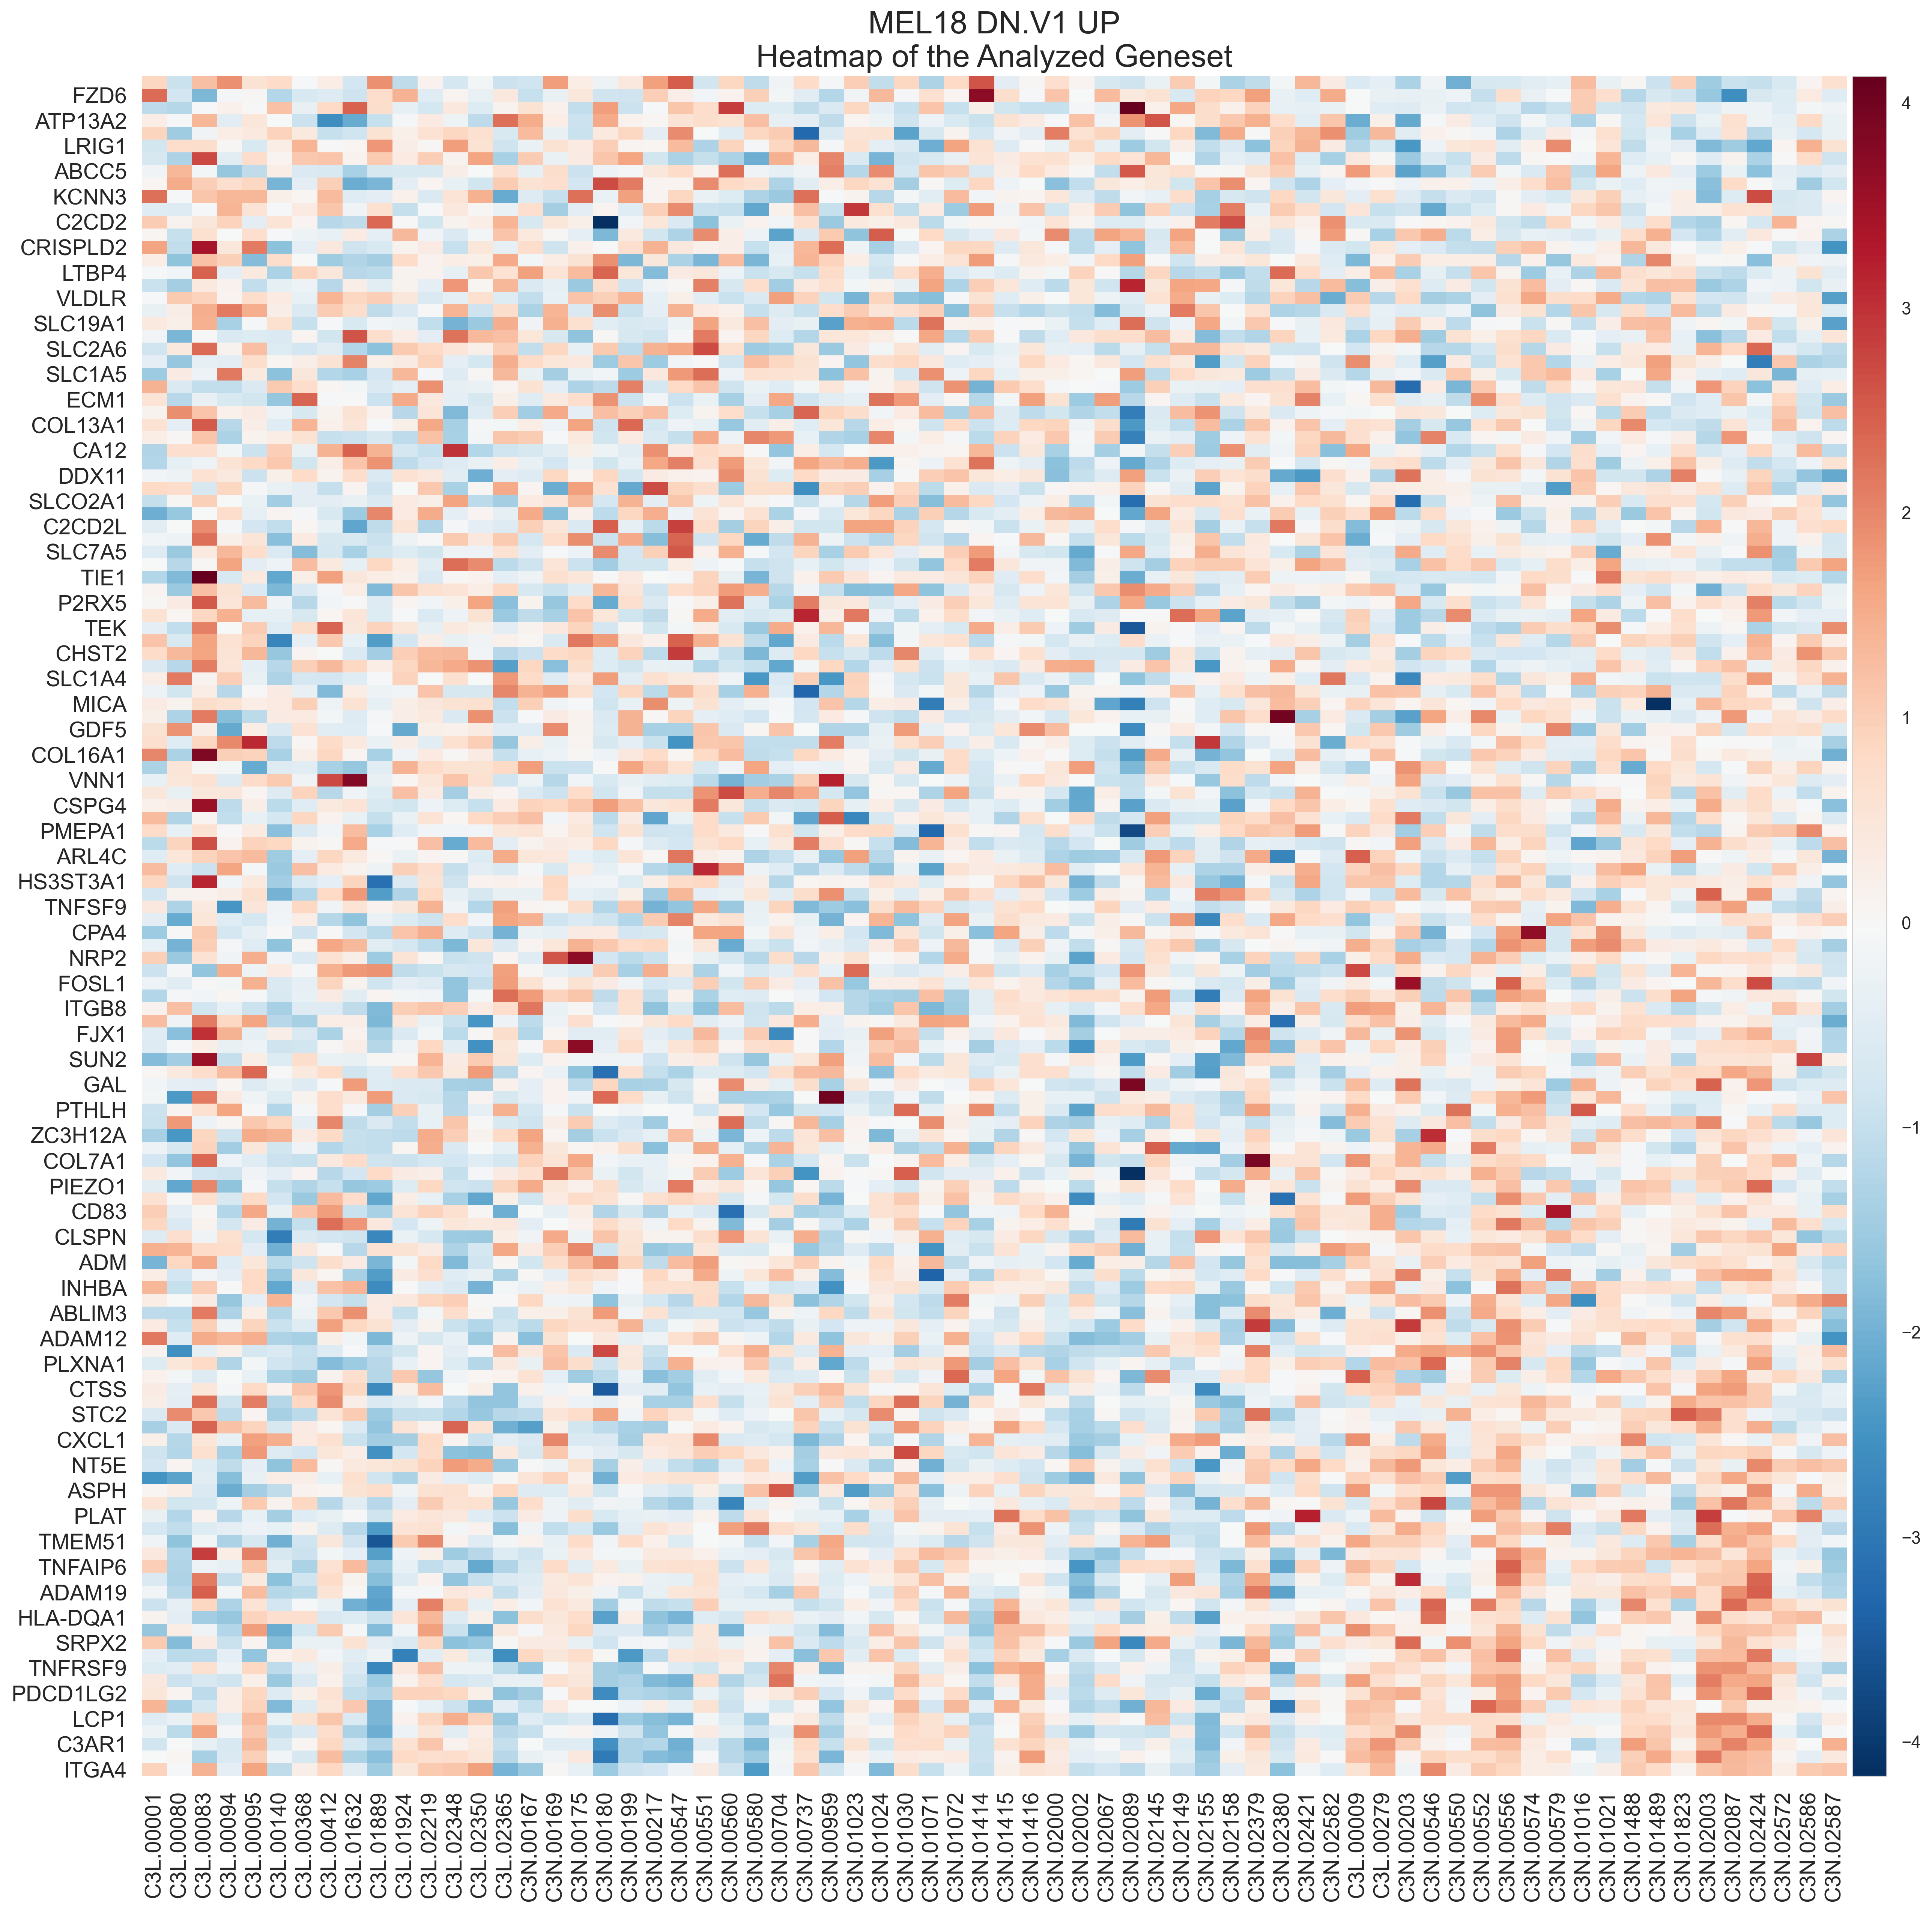 MEL18 DN.V1 UP
Heatmap of the Analyzed Geneset
FZD6
ATP13A2
LRIG1
ABCC5
KCNN3
C2CD2
CRISPLD2
LTBP4
VLDLR
SLC19A1
SLC2A6
SLC1A5
ECM1
COL13A1
CA12
DDX11
SLCO2A1
C2CD2L
SLC7A5
TIE1
P2RX5
TEK
CHST2
SLC1A4
MICA
GDF5
COL16A1
VNN1
CSPG4
PMEPA1
ARL4C
HS3ST3A1
TNFSF9
CPA4
NRP2
FOSL1
ITGB8
FJX1
SUN2
GAL
PTHLH
ZC3H12A
COL7A1
PIEZO1
CD83
CLSPN
ADM
INHBA
ABLIM3
ADAM12
PLXNA1
CTSS
STC2
CXCL1
NT5E
ASPH
PLAT
TMEM51
TNFAIP6
ADAM19
HLA-DQA1
SRPX2
TNFRSF9
PDCD1LG2
LCP1
C3AR1
ITGA4
C3L.00001
C3L.00080
C3L.00083
C3L.00094
C3L.00095
C3L.00140
C3L.00368
C3L.00412
C3L.01632
C3L.01889
C3L.01924
C3L.02219
C3L.02348
C3L.02350
C3L.02365
C3N.00167
C3N.00169
C3N.00175
C3N.00180
C3N.00199
C3N.00217
C3N.00547
C3N.00551
C3N.00560
C3N.00580
C3N.00704
C3N.00737
C3N.00959
C3N.01023
C3N.01024
C3N.01030
C3N.01071
C3N.01072
C3N.01414
C3N.01415
C3N.01416
C3N.02000
C3N.02002
C3N.02067
C3N.02089
C3N.02145
C3N.02149
C3N.02155
C3N.02158
C3N.02379
C3N.02380
C3N.02421
C3N.02582
C3L.00009
C3L.00279
C3N.00203
C3N.00546
C3N.00550
C3N.00552
C3N.00556
C3N.00574
C3N.00579
C3N.01016
C3N.01021
C3N.01488
C3N.01489
C3N.01823
C3N.02003
C3N.02087
C3N.02424
C3N.02572
C3N.02586
C3N.02587
4
3
2
1
0
−1
−2
−3
−4